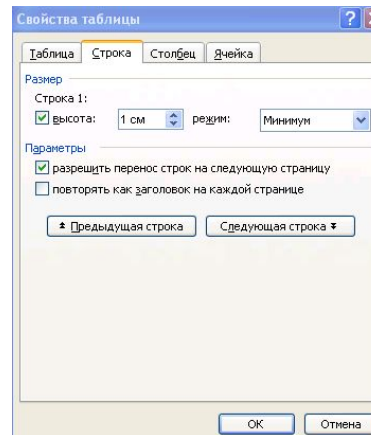 Свойства таблицы
Таблица Строка Столбец Ячейка
Размер
Строка 1:
высота: 1 см режим: Минимум
Параметры
разрешить перенос строк на следующую страницу
повторять как заголовок на каждой странице
Предыдущая строка Следующая строка
ОК Отмена